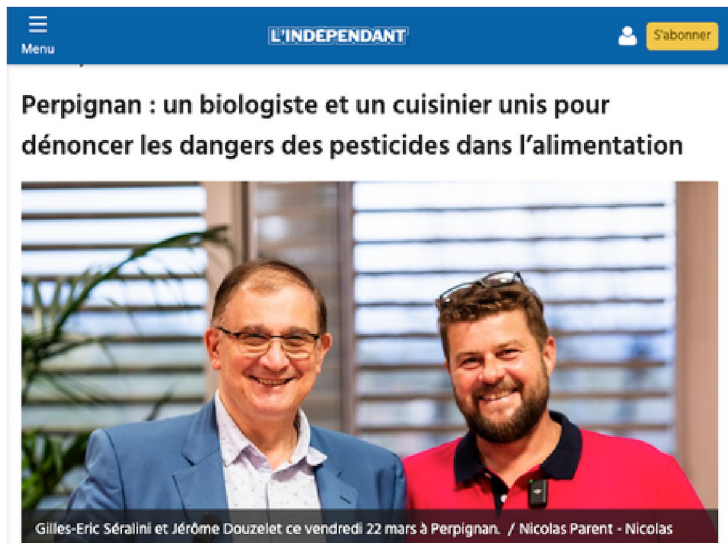 Menu
L'INDÉPENDANT
S'abonner
Perpignan : un biologiste et un cuisinier unis pour
dénoncer les dangers des pesticides dans l'alimentation
Gilles-Eric Séralini et Jérôme Douzelet ce vendredi 22 mars à Perpignan. / Nicolas Parent - Nicolas